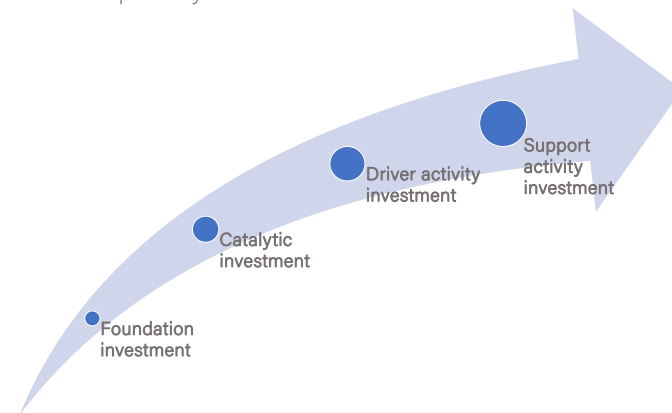 Support
activity
investment
Driver activity
investment
Catalytic
investment
Foundation
investment